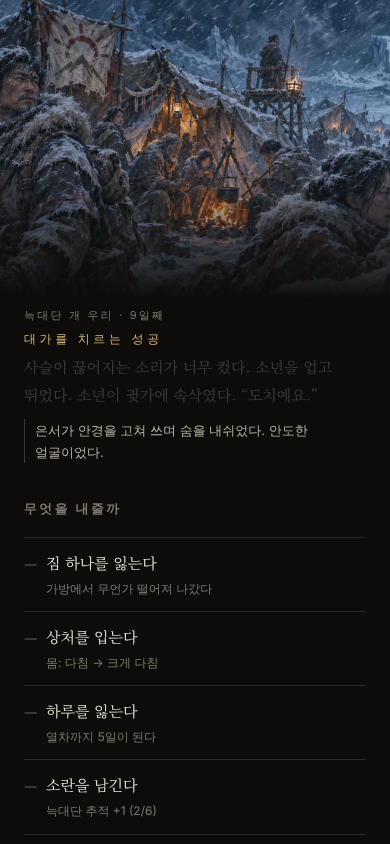 늑대단 개 우리 · 9일째
대가를 치르는 성공
사슬이 끊어지는 소리가 너무 컸다. 소년을 업고
뛰었다. 소년이 귓가에 속삭였다. “도치예요.”
은서가 안경을 고쳐 쓰며 숨을 내쉬었다. 안도한
얼굴이었다.
무엇을 내줄까
— 짐 하나를 잃는다
가방에서 무언가 떨어져 나갔다
— 상처를 입는다
몸: 다침 → 크게 다침
— 하루를 잃는다
열차까지 5일이 된다
— 소란을 남긴다
늑대단 추적 +1 (2/6)